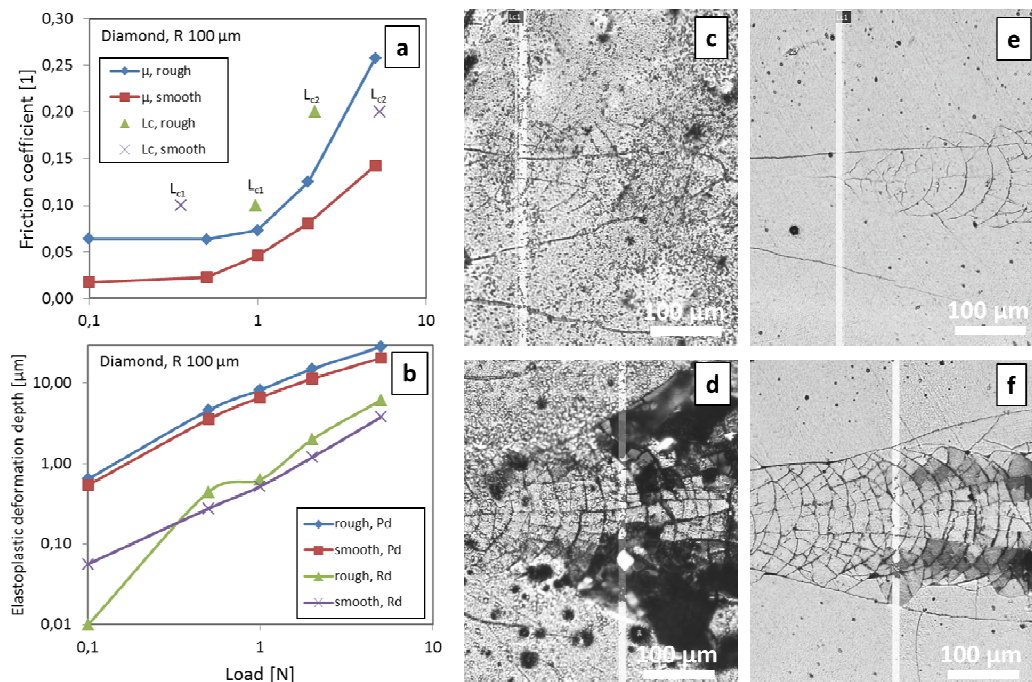 Diamond, R 100 µm
a
µ, rough
µ, smooth
Lc, rough
Lc, smooth
Lc1
Lc1
Lc2
Lc2
Friction coefficient [1]
0,30
0,25
0,20
0,15
0,10
0,05
0,00
0,1
1
10
Diamond, R 100 µm
b
Elastoplastic deformation depth [µm]
10,00
1,00
0,10
0,01
rough, Pd
smooth, Pd
rough, Rd
smooth, Rd
0,1
1
10
Load [N]
Lc1
c
100 µm
d
100 µm
e
100 µm
f
100 µm